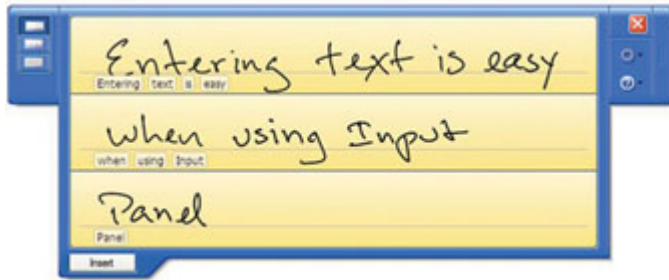 Entering text is easy
Entering text is easy
when using Input
when using Input
Panel
Panel
Insert